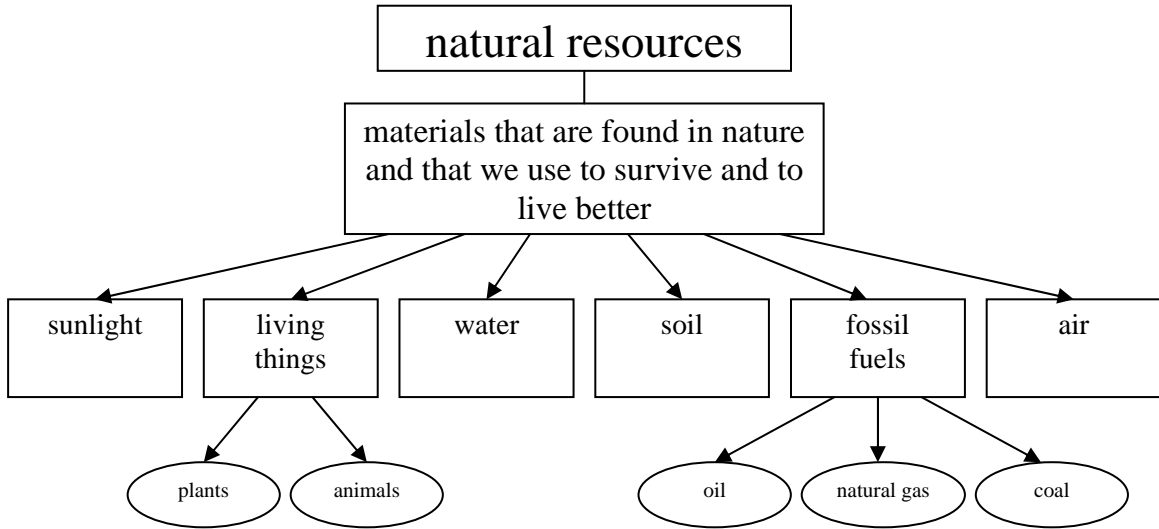 natural resources
materials that are found in nature
and that we use to survive and to
live better
sunlight
living
things
water
soil
fossil
fuels
air
plants
animals
oil
natural gas
coal